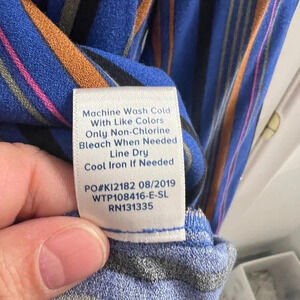 Machine Wash Cold
With Like Colors
Only Non-Chlorine
Bleach When Needed
Line Dry
Cool Iron If Needed
PO#KI2182 08/2019
WTP108416-E-SL
RN131335